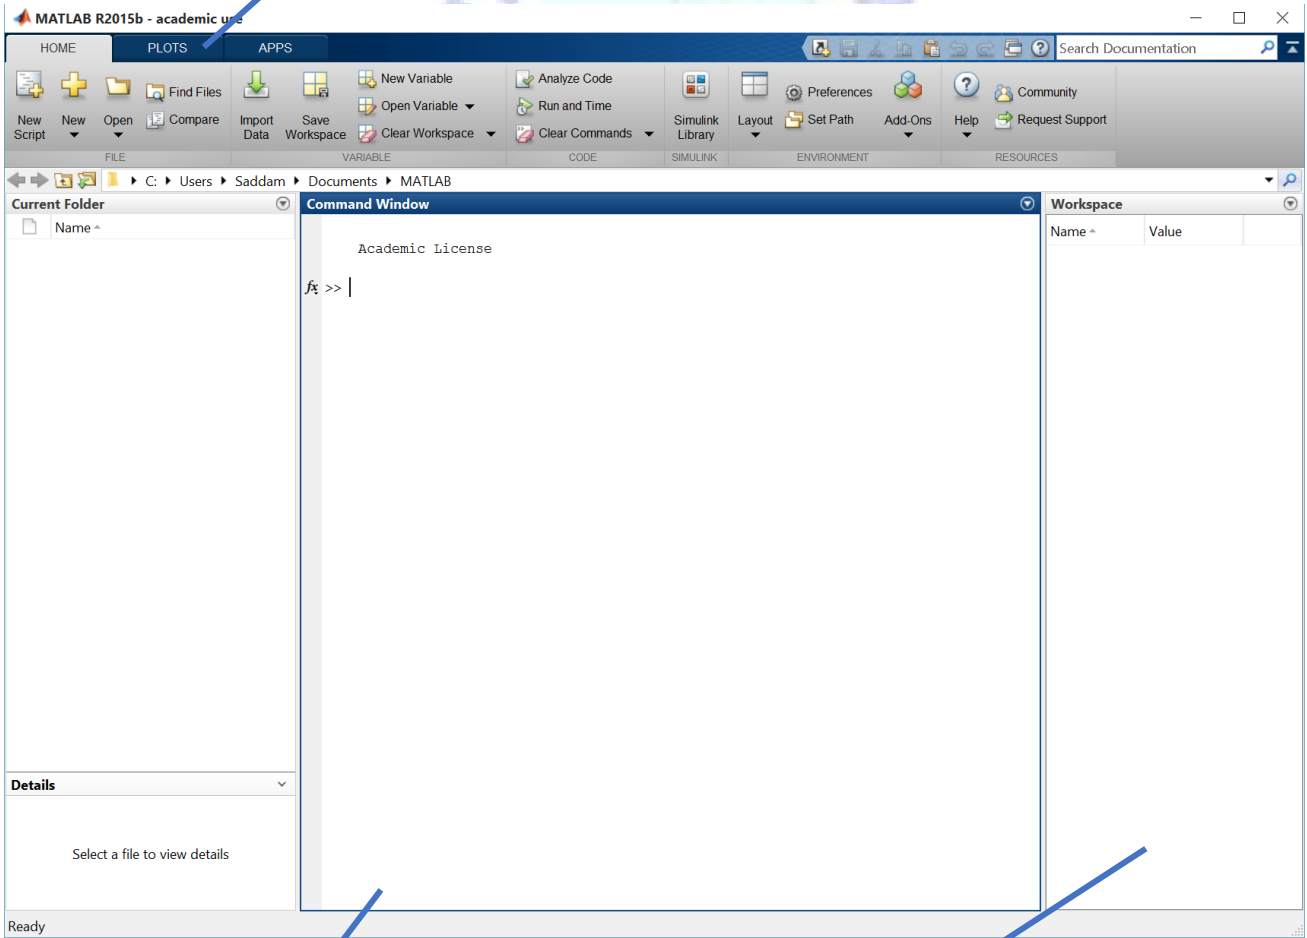 MATLAB R2015b - academic use
HOME PLOTS APPS
Search Documentation
New Script
New
Open
Find Files
Compare
Import Data
Save Workspace
New Variable
Open Variable
Clear Workspace
Analyze Code
Run and Time
Clear Commands
Simulink Library
Layout
Preferences
Set Path
Add-Ons
Help
Community
Request Support
FILE VARIABLE CODE SIMULINK ENVIRONMENT RESOURCES
C: Users Saddam Documents MATLAB
Current Folder
Name
Command Window
Academic License
fx >>
Workspace
Name Value
Details
Select a file to view details
Ready